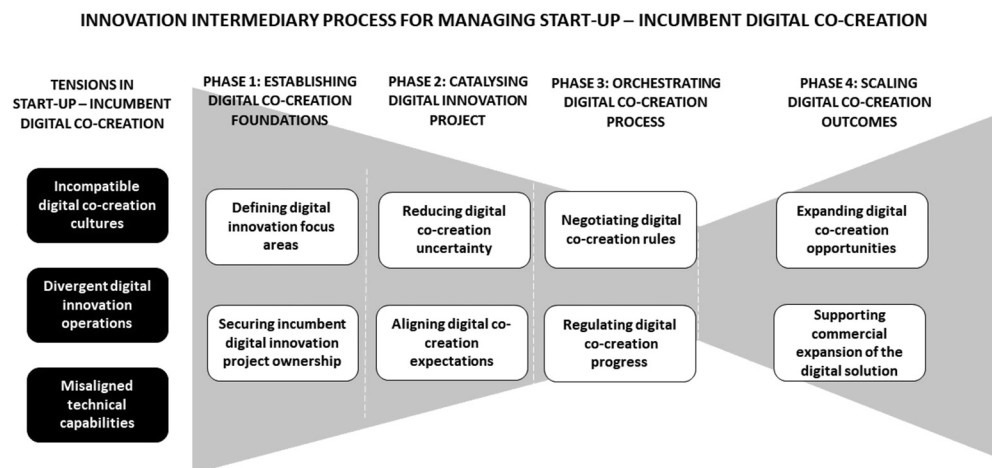 INNOVATION INTERMEDIARY PROCESS FOR MANAGING START-UP – INCUMBENT DIGITAL CO-CREATION
TENSIONS IN
START-UP – INCUMBENT
DIGITAL CO-CREATION
Incompatible
digital co-creation
cultures
Divergent digital
innovation
operations
Misaligned
technical
capabilities
PHASE 1: ESTABLISHING
DIGITAL CO-CREATION
FOUNDATIONS
Defining digital
innovation focus
areas
Securing incumbent
digital innovation
project ownership
PHASE 2: CATALYSING
DIGITAL INNOVATION
PROJECT
Reducing digital
co-creation
uncertainty
Aligning digital co-
creation expectations
PHASE 3: ORCHESTRATING
DIGITAL CO-CREATION
PROCESS
Negotiating digital
co-creation rules
Regulating digital
co-creation
progress
PHASE 4: SCALING
DIGITAL CO-CREATION
OUTCOMES
Expanding digital
co-creation
opportunities
Supporting
commercial
expansion of the
digital solution